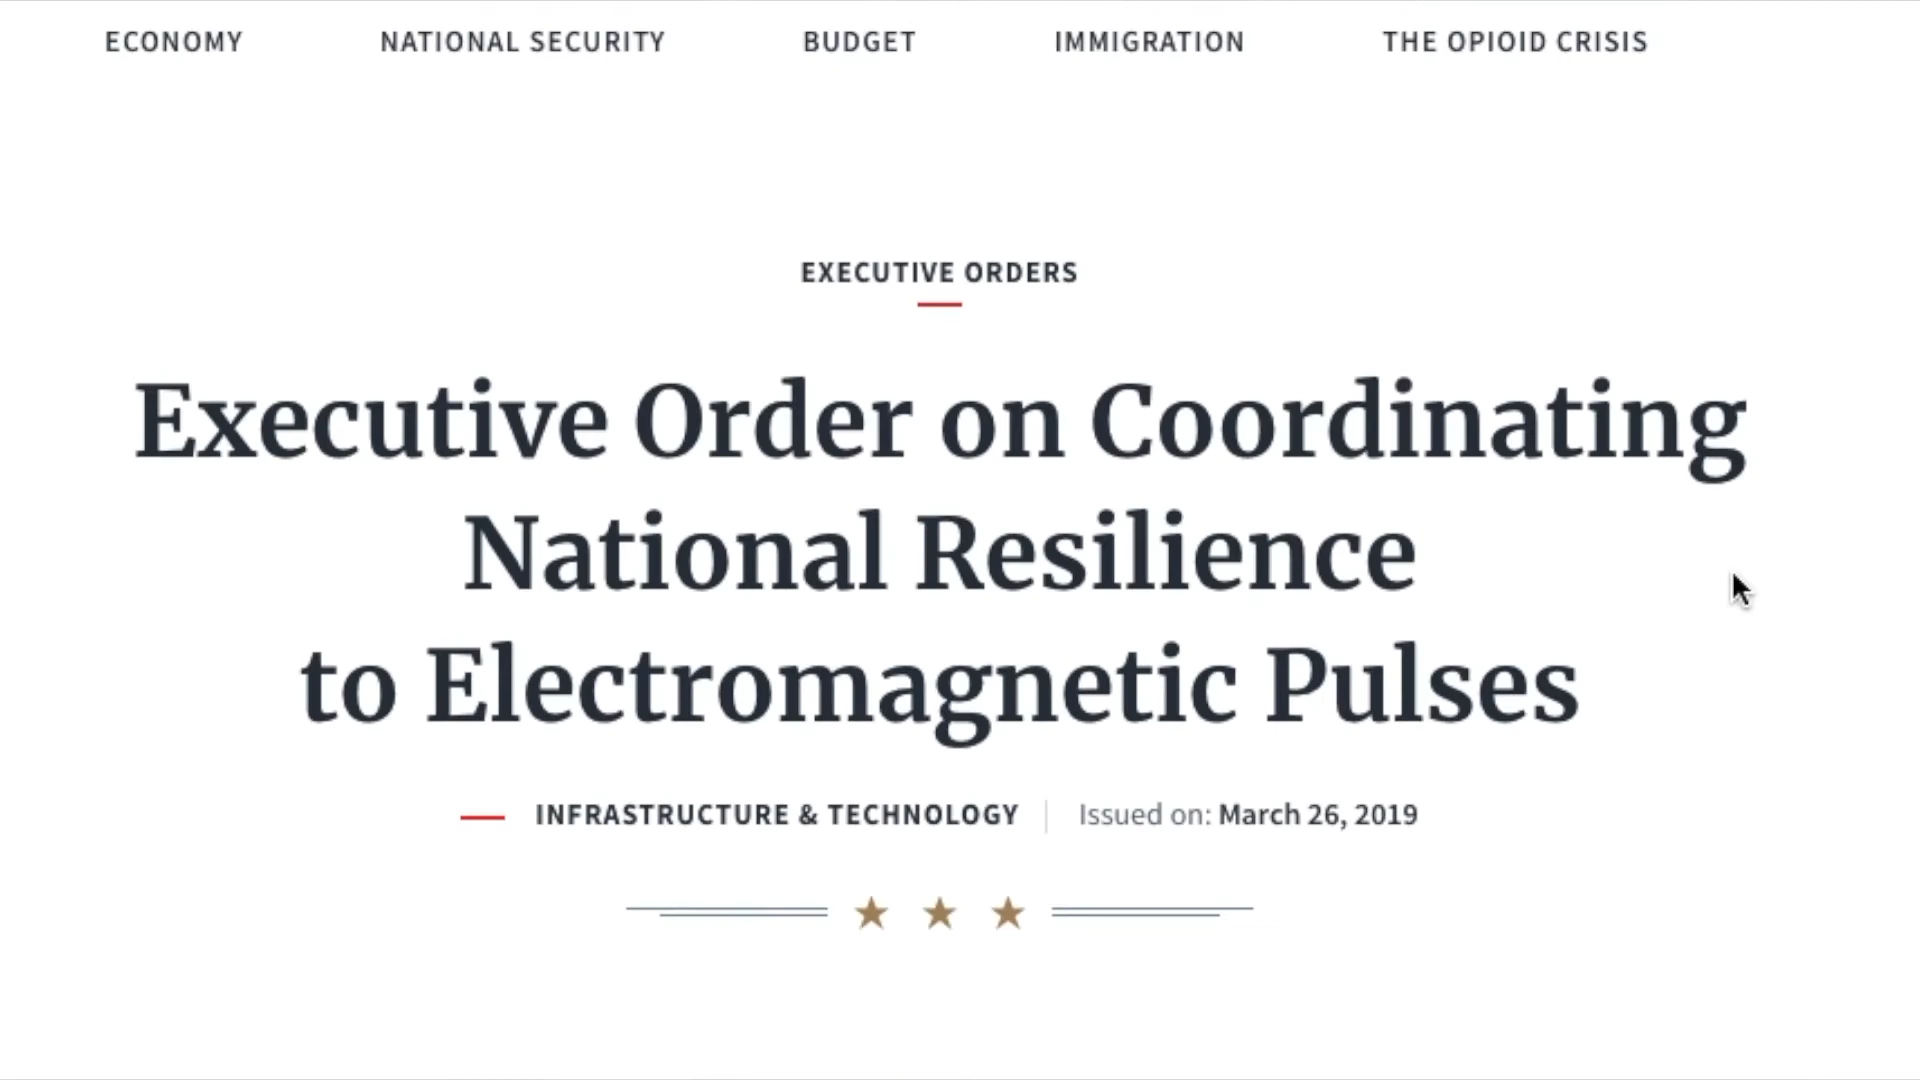 ECONOMY NATIONAL SECURITY BUDGET IMMIGRATION THE OPIOID CRISIS
EXECUTIVE ORDERS
Executive Order on Coordinating
National Resilience
to Electromagnetic Pulses
INFRASTRUCTURE & TECHNOLOGY Issued on: March 26, 2019